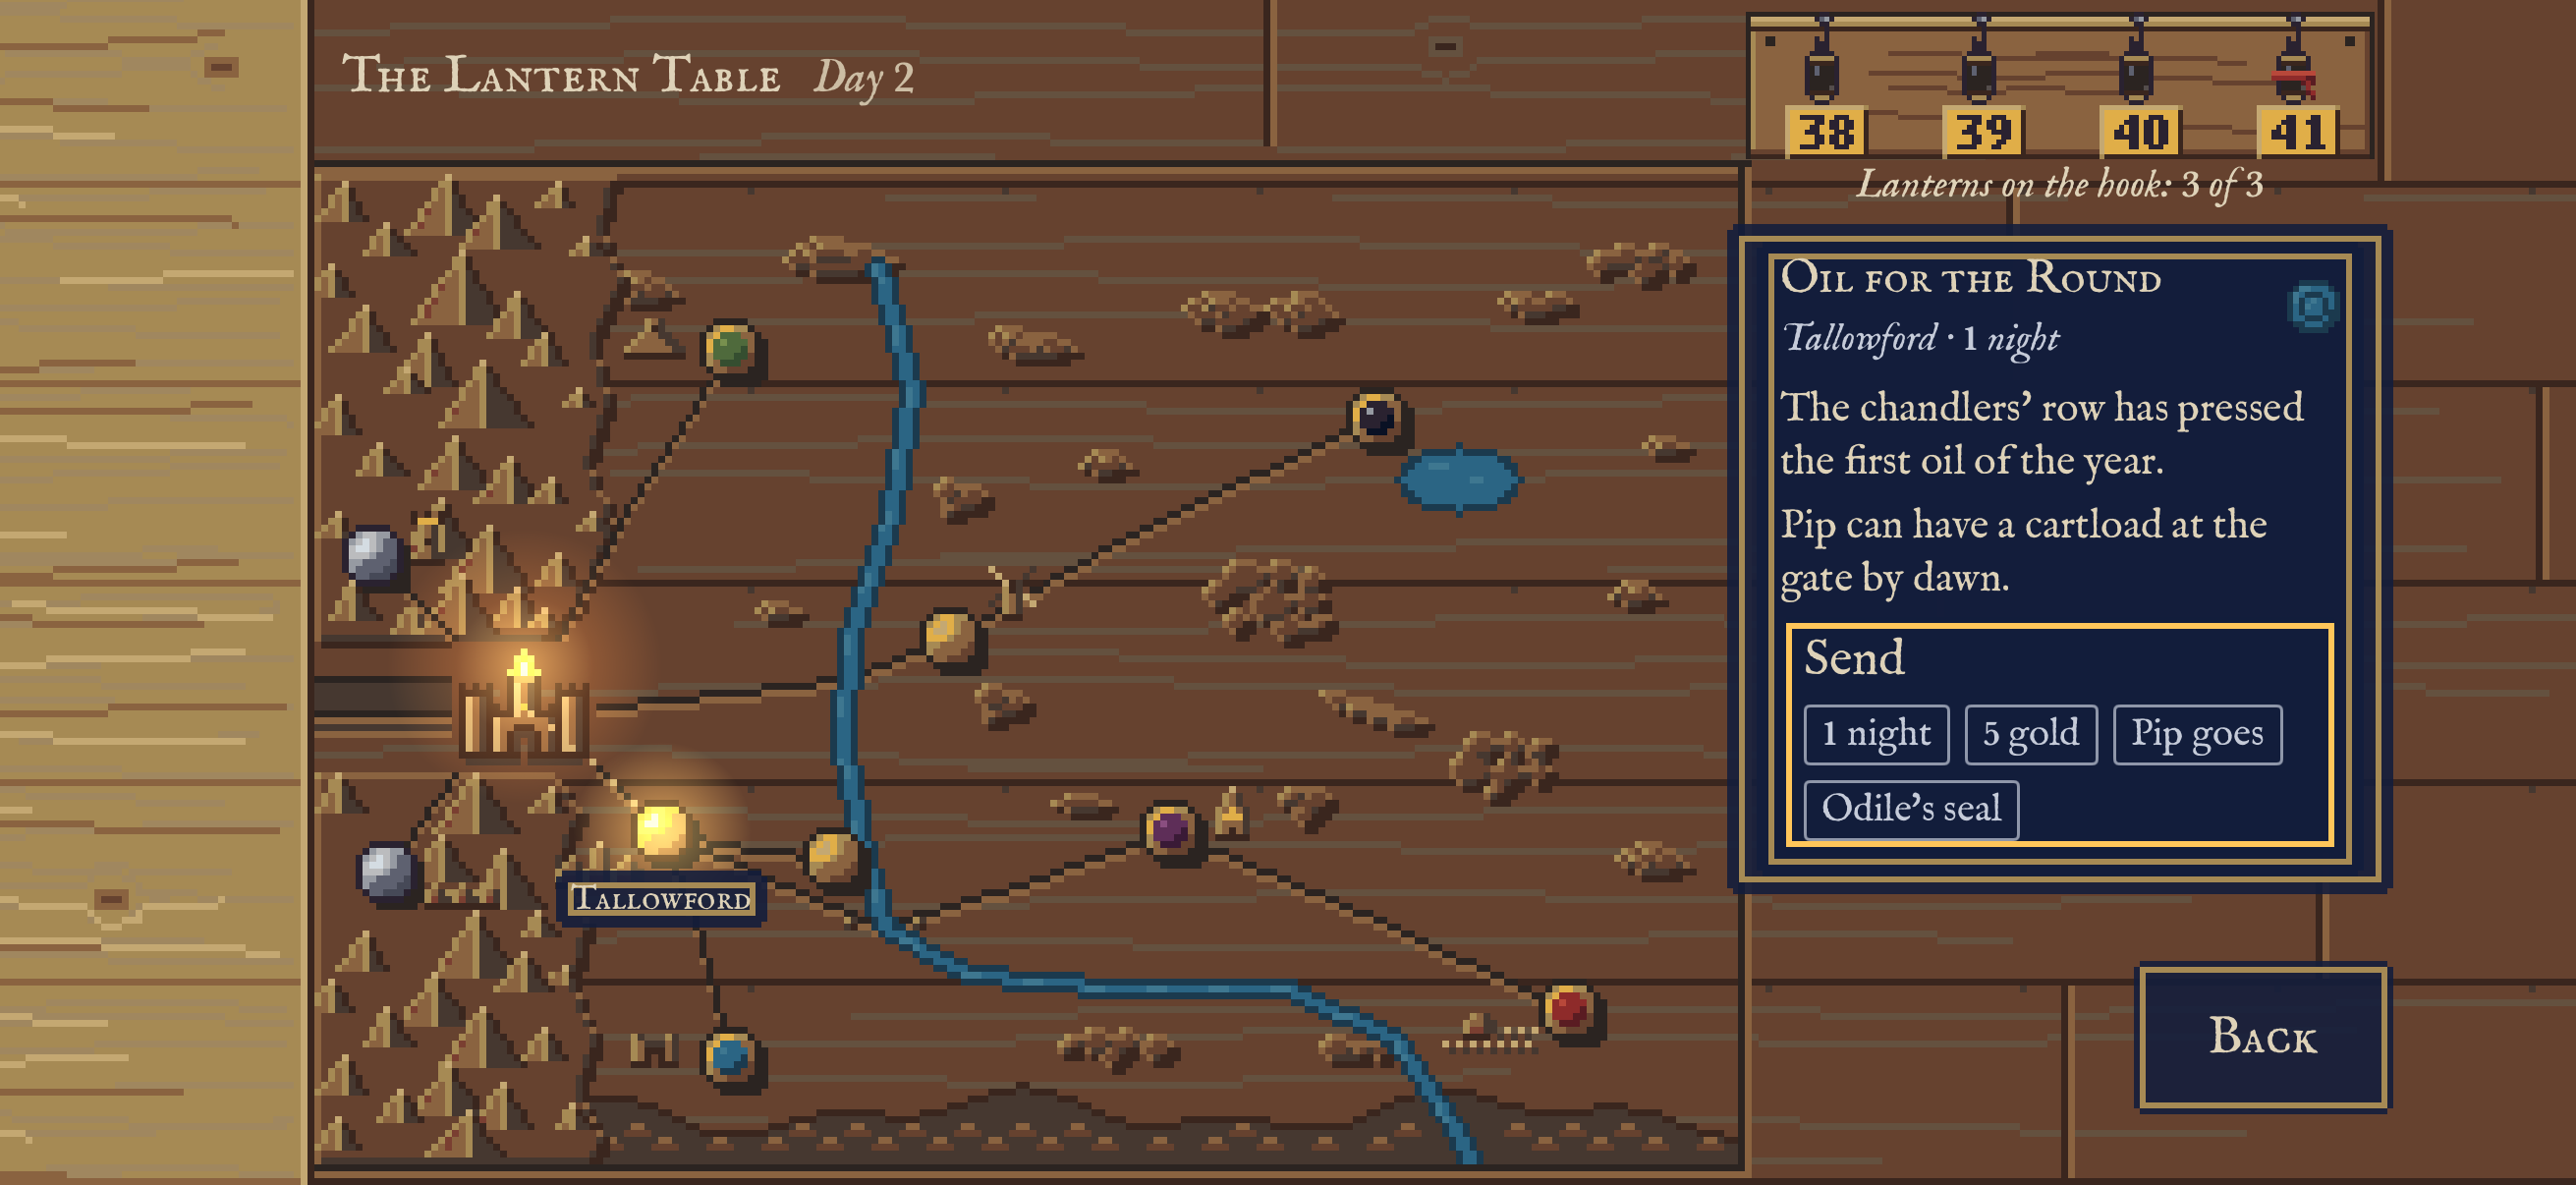 The Lantern Table Day 2
38 39 40 41
Lanterns on the hook: 3 of 3
Oil for the Round
Tallowford · 1 night
The chandlers' row has pressed
the first oil of the year.
Pip can have a cartload at the
gate by dawn.
Send
1 night 5 gold Pip goes
Odile's seal
Tallowford
Back